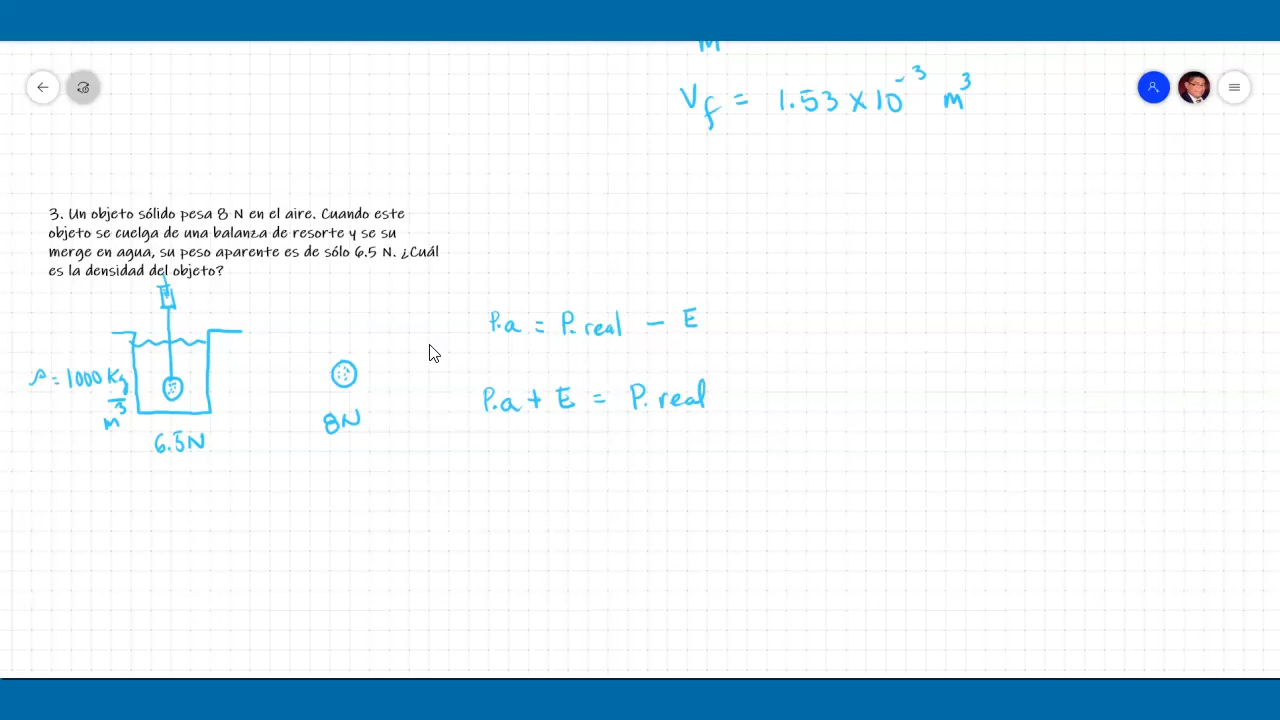 m
Vf = 1.53 x 10⁻³ m³
3. Un objeto sólido pesa 8 N en el aire. Cuando este
objeto se cuelga de una balanza de resorte y se su
merge en agua, su peso aparente es de sólo 6.5 N. ¿Cuál
es la densidad del objeto?
P.a = P.real - E
ρ = 1000 Kg
m³
P.a + E = P.real
8N
6.5N